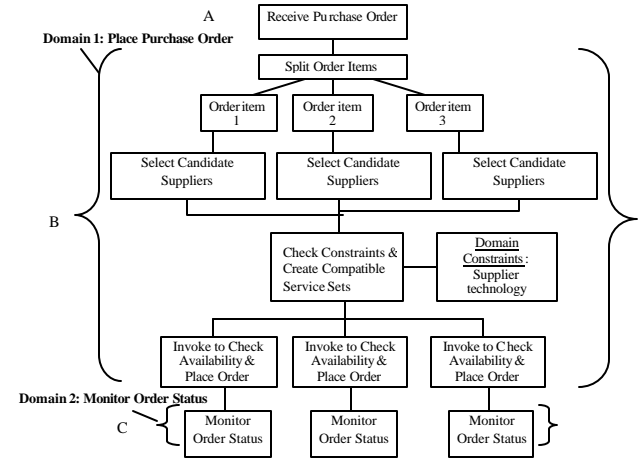 A
Receive Purchase Order
Domain 1: Place Purchase Order
Split Order Items
Order item
1
Order item
2
Order item
3
Select Candidate
Suppliers
Select Candidate
Suppliers
Select Candidate
Suppliers
B
Check Constraints &
Create Compatible
Service Sets
Domain
Constraints:
Supplier
technology
Invoke to Check
Availability &
Place Order
Invoke to Check
Availability &
Place Order
Invoke to Check
Availability &
Place Order
Domain 2: Monitor Order Status
C
Monitor
Order Status
Monitor
Order Status
Monitor
Order Status